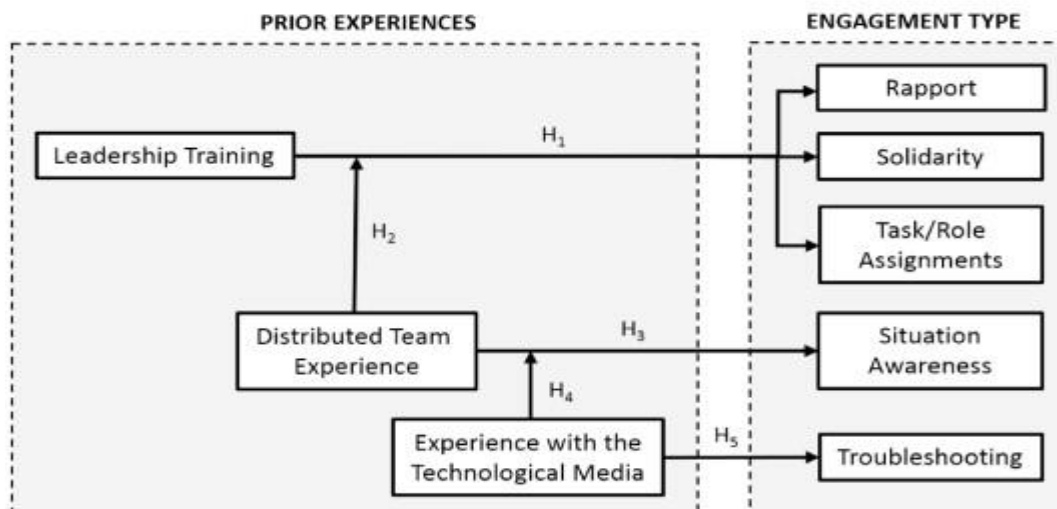 PRIOR EXPERIENCES
ENGAGEMENT TYPE
Rapport
H₁
Leadership Training
Solidarity
H₂
Task/Role
Assignments
Distributed Team
Experience
H₃
Situation
Awareness
H₄
Experience with the
Technological Media
H₅
Troubleshooting